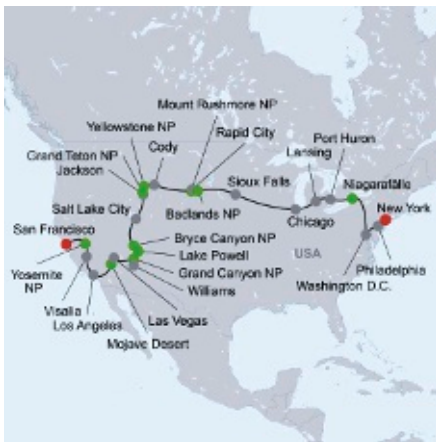 Mount Rushmore NP
Yellowstone NP
Rapid City
Port Huron
Cody
Lansing
Grand Teton NP
Jackson
Sioux Falls
Niagarafälle
Salt Lake City
Badlands NP
New York
San Francisco
Chicago
Bryce Canyon NP
USA
Lake Powell
Philadelphia
Yosemite
NP
Grand Canyon NP
Washington D.C.
Williams
Visalia
Los Angeles
Las Vegas
Mojave Desert